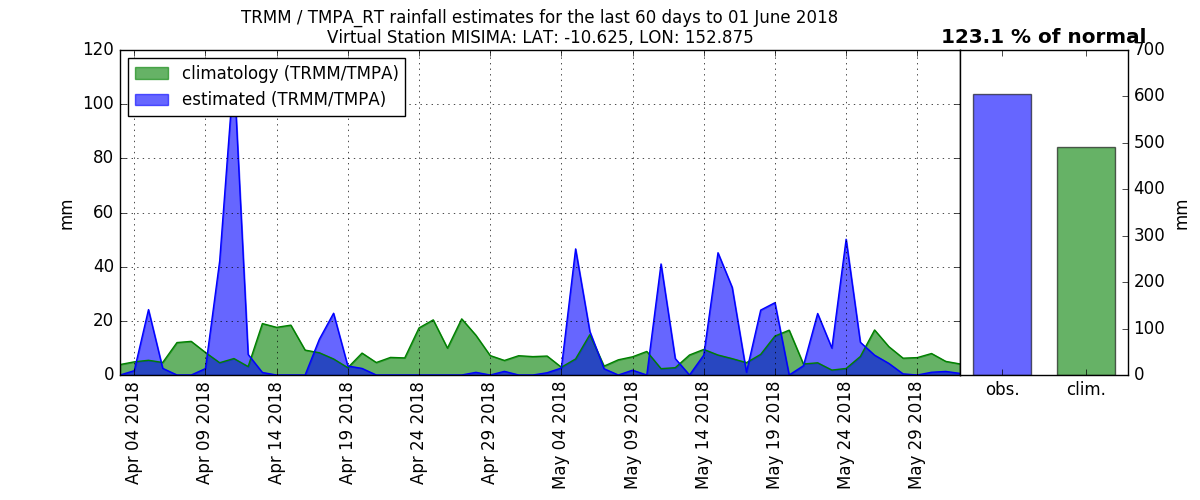 TRMM / TMPA_RT rainfall estimates for the last 60 days to 01 June 2018
Virtual Station MISIMA: LAT: -10.625, LON: 152.875
123.1 % of normal
climatology (TRMM/TMPA)
estimated (TRMM/TMPA)
mm
120
100
80
60
40
20
0
Apr 04 2018
Apr 09 2018
Apr 14 2018
Apr 19 2018
Apr 24 2018
Apr 29 2018
May 04 2018
May 09 2018
May 14 2018
May 19 2018
May 24 2018
May 29 2018
obs.
clim.
700
600
500
400
300
200
100
0
mm